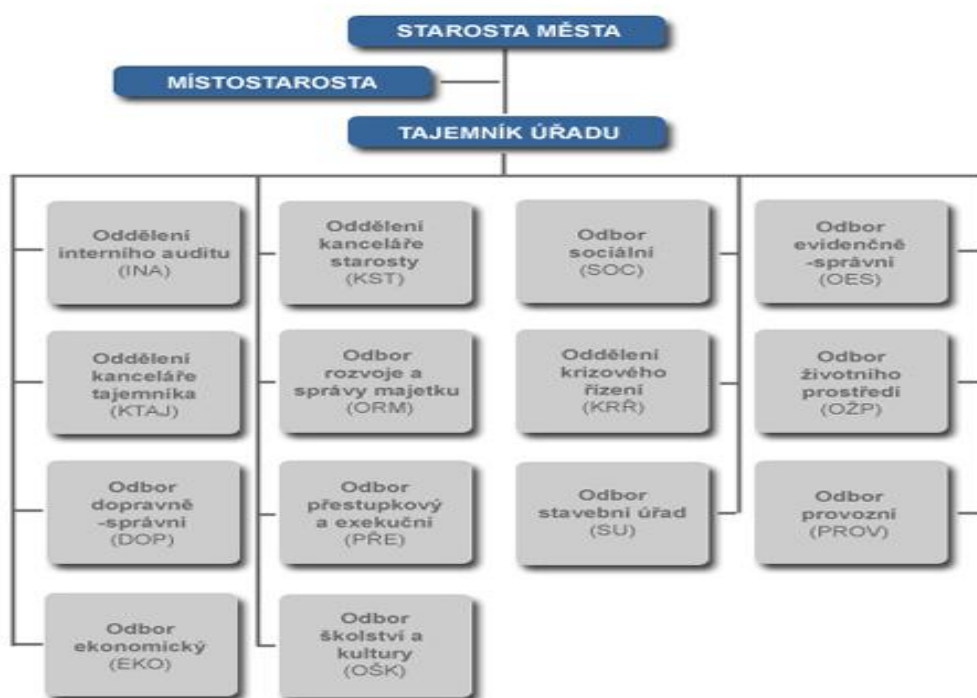 STAROSTA MĚSTA
MÍSTOSTAROSTA
TAJEMNÍK ÚŘADU
Oddělení
interního auditu
(INA)
Oddělení
kanceláře
starosty
(KST)
Odbor
sociální
(SOC)
Odbor
evidenčně
-správní
(OES)
Oddělení
kanceláře
tajemníka
(KTAJ)
Odbor
rozvoje a
správy majetku
(ORM)
Oddělení
krizového
řízení
(KRŘ)
Odbor
životního
prostředí
(OŽP)
Odbor
dopravně
-správní
(DOP)
Odbor
přestupkový
a exekuční
(PŘE)
Odbor
stavební úřad
(SU)
Odbor
provozní
(PROV)
Odbor
ekonomický
(EKO)
Odbor
školství a
kultury
(OŠK)